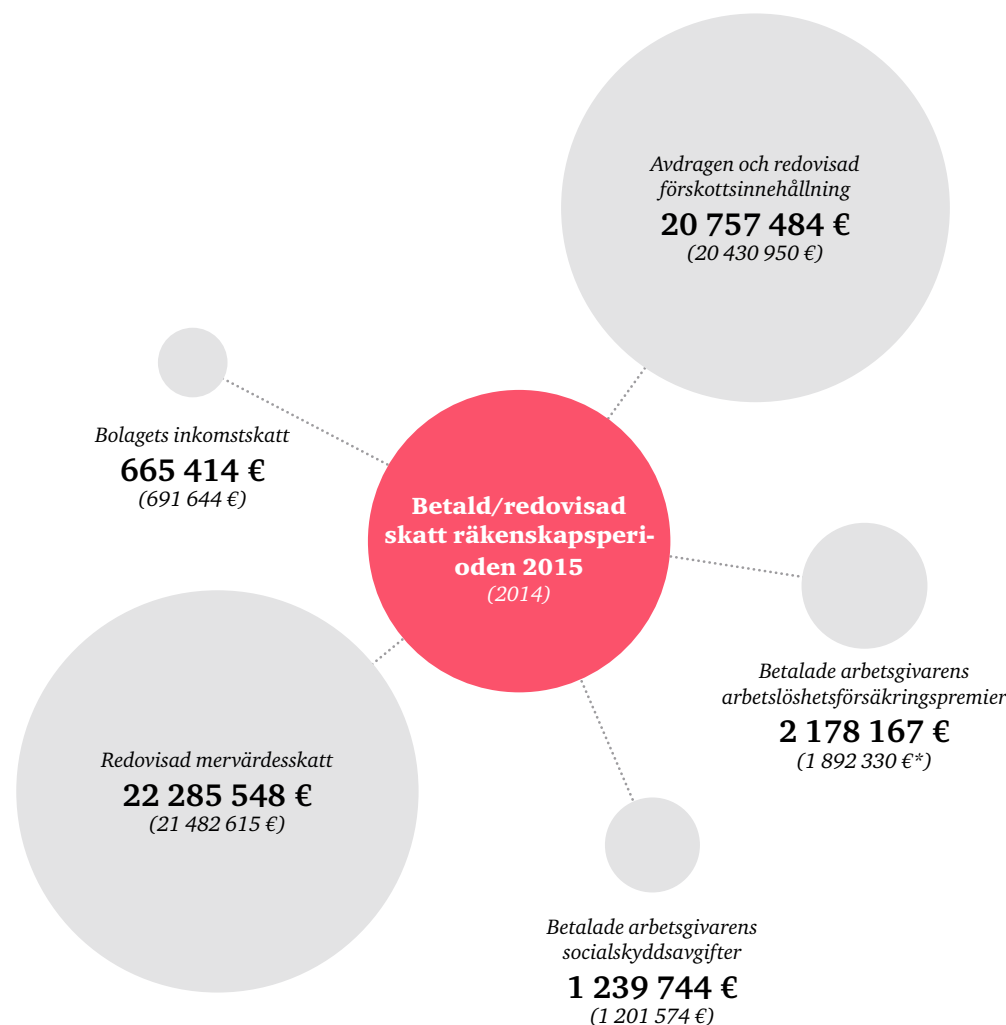 Avdragen och redovisad
förskottsinnehållning
20 757 484 €
(20 430 950 €)
Bolagets inkomstskatt
665 414 €
(691 644 €)
Betald/redovisad
skatt räkenskapsperi-
oden 2015
(2014)
Betalade arbetsgivarens
arbetslöshetsförsäkringspremier
2 178 167 €
(1 892 330 €*)
Redovisad mervärdesskatt
22 285 548 €
(21 482 615 €)
Betalade arbetsgivarens
socialskyddsavgifter
1 239 744 €
(1 201 574 €)